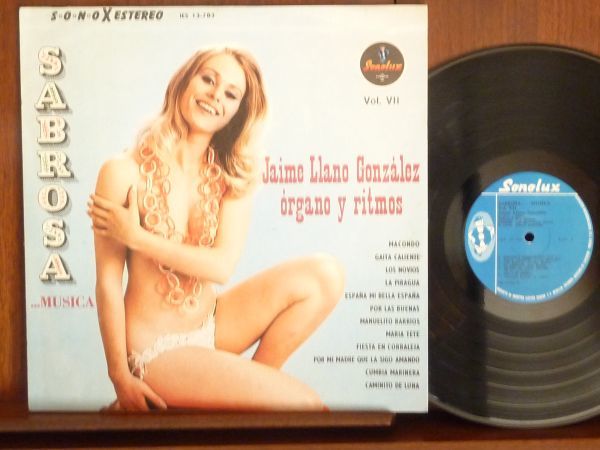 S·O·N·O X ESTEREO
IES 13-703
Sonolux
Vol. VII
SABROSA
...MUSICA
Jaime Llano González
órgano y ritmos
MACONDO
GAITA CALIENTE
LOS NOVIOS
LA PIRAGUA
ESPAÑA MI BELLA ESPAÑA
POR LAS BUENAS
MANUELITO BARRIOS
MARIA TETE
FIESTA EN CORRALEJA
POR MI MADRE QUE LA SIGO AMANDO
CUMBIA MARINERA
CAMINITO DE LUNA
Sonolux